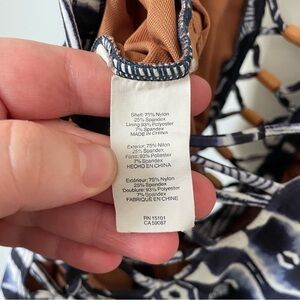 Shell: 75% Nylon
25% Spandex
Lining: 93% Polyester
7% Spandex
MADE IN CHINA
Exterior: 75% Nilon
25% Spandex
Forro: 93% Poliester
7% Spandex
HECHO EN CHINA
Extérieur: 75% Nylon
25% Spandex
Doublure: 93% Polyester
7% Spandex
FABRIQUÉ EN CHINE
RN 15101
CA 59087